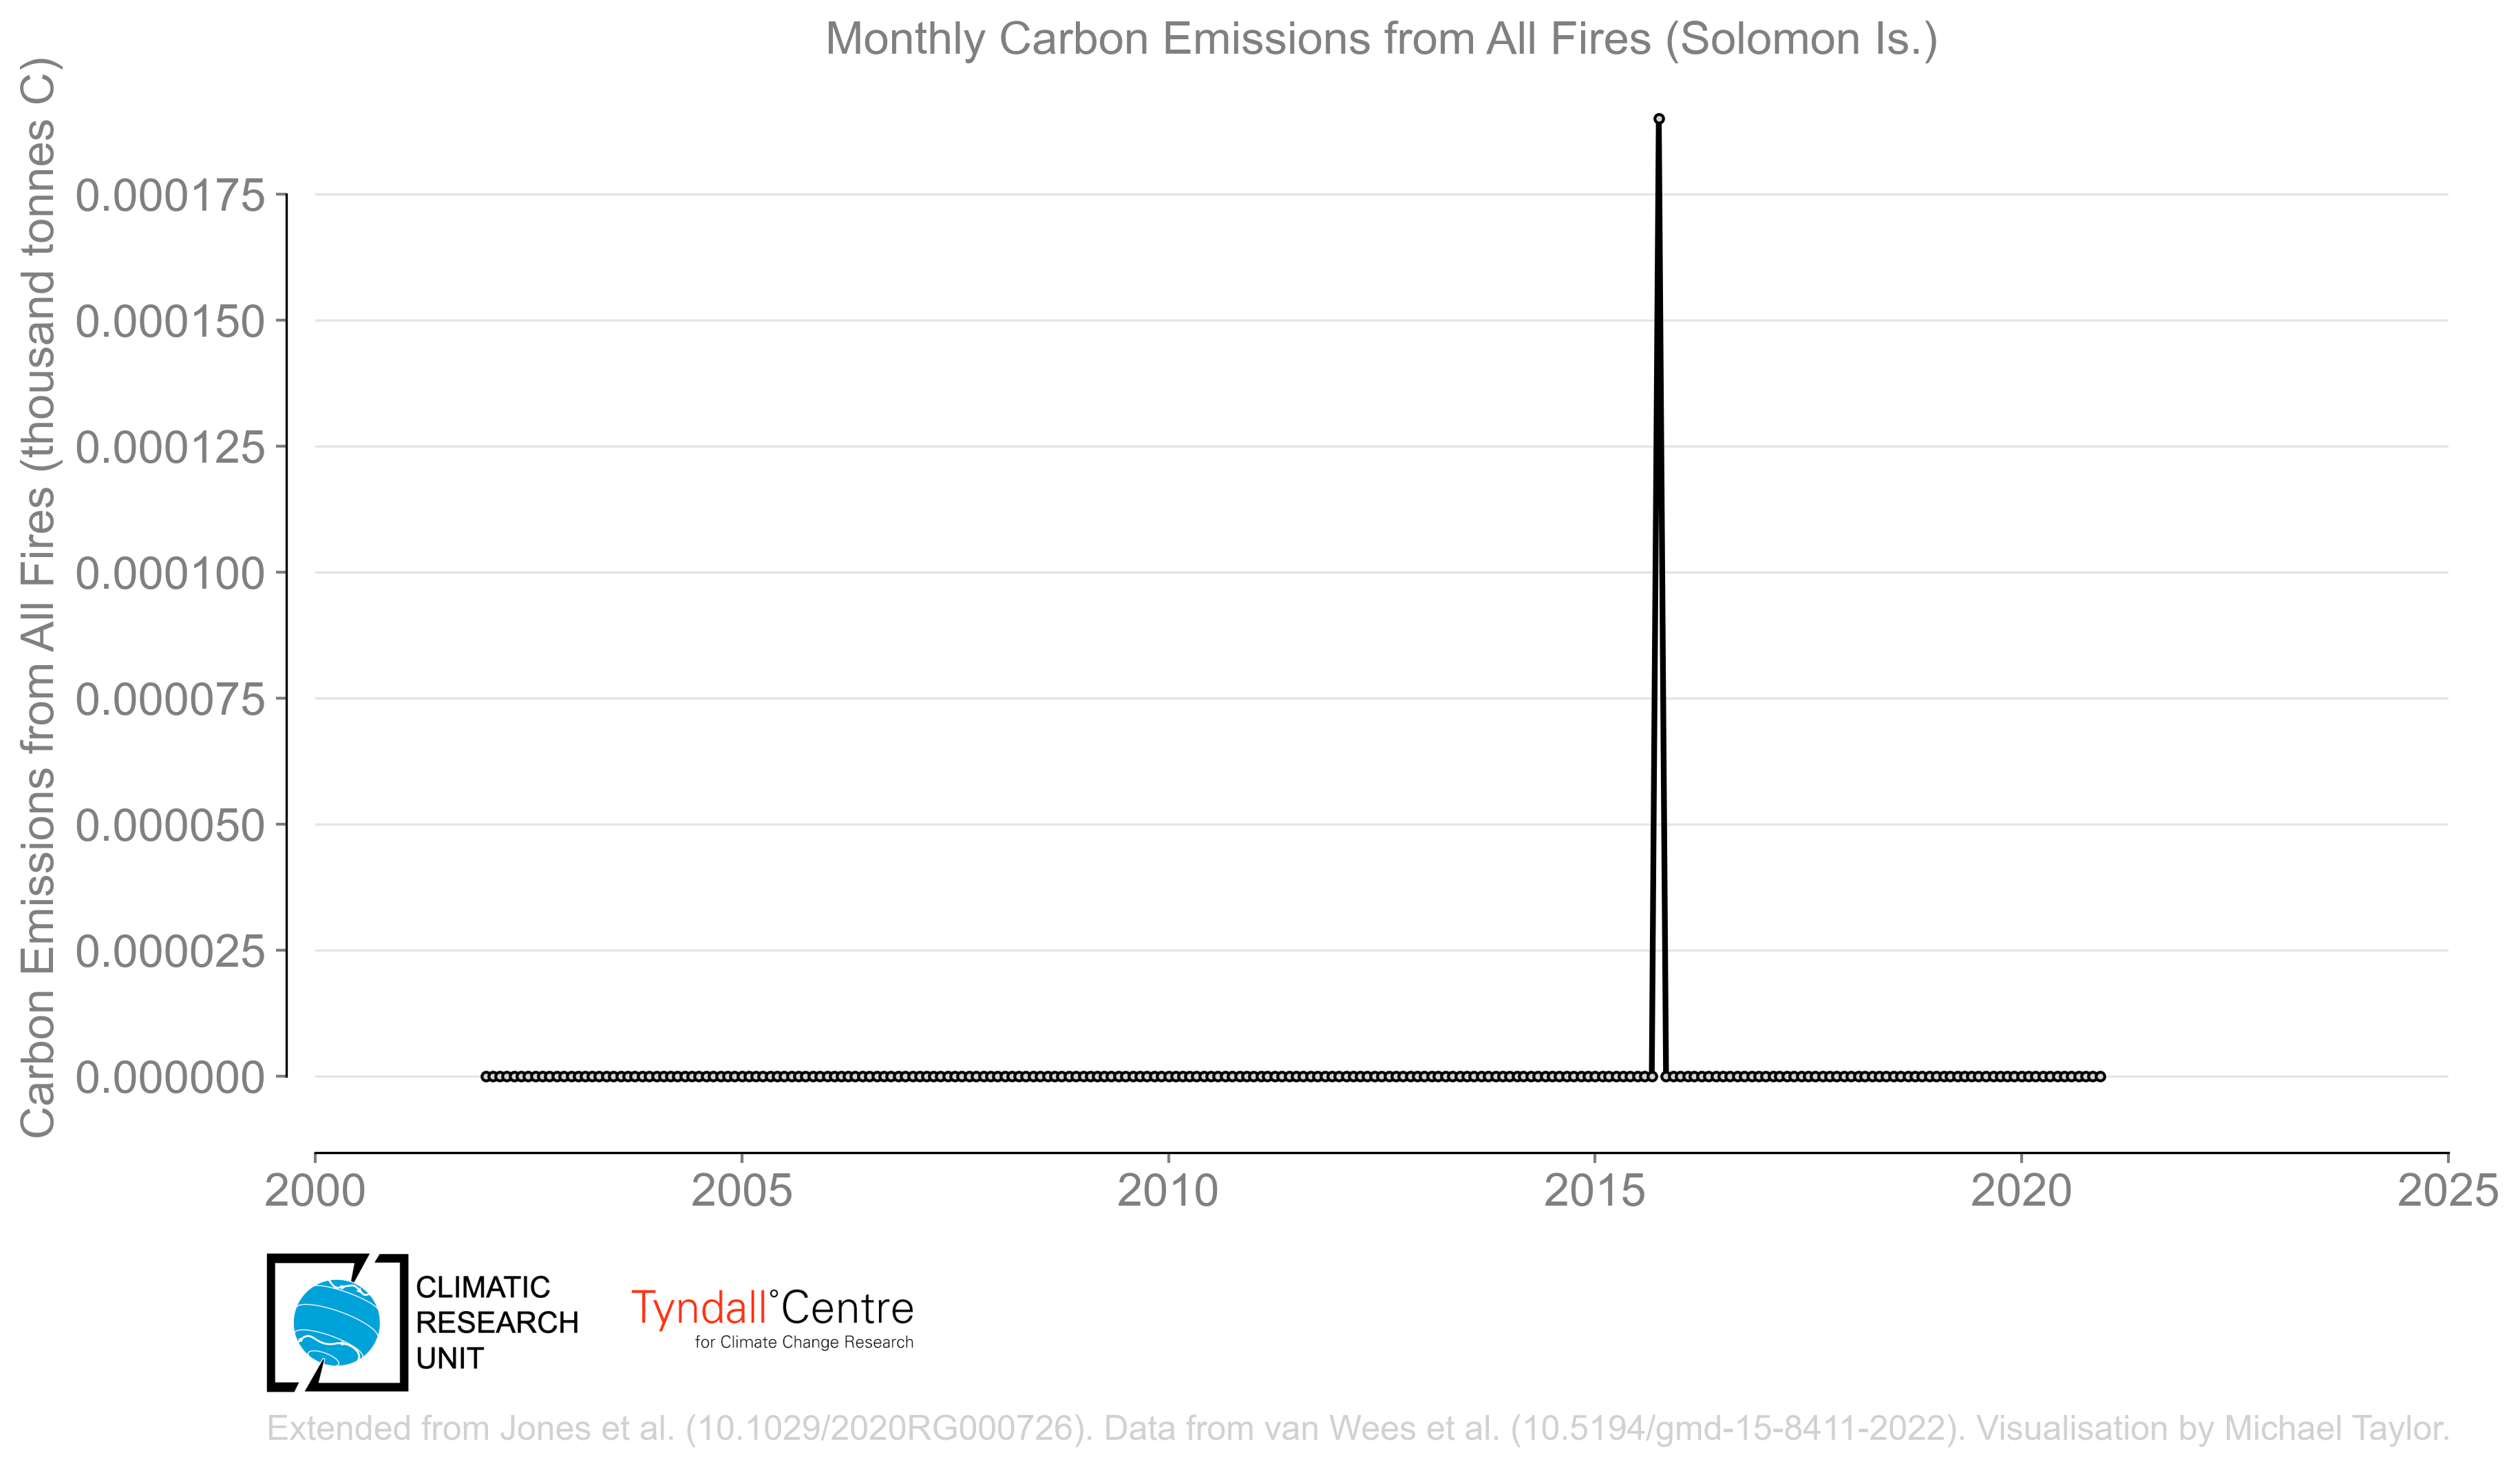 Monthly Carbon Emissions from All Fires (Solomon Is.)
Carbon Emissions from All Fires (thousand tonnes C)
0.000175
0.000150
0.000125
0.000100
0.000075
0.000050
0.000025
0.000000
2000 2005 2010 2015 2020 2025
CLIMATIC
RESEARCH
UNIT
Tyndall°Centre
for Climate Change Research
Extended from Jones et al. (10.1029/2020RG000726). Data from van Wees et al. (10.5194/gmd-15-8411-2022). Visualisation by Michael Taylor.